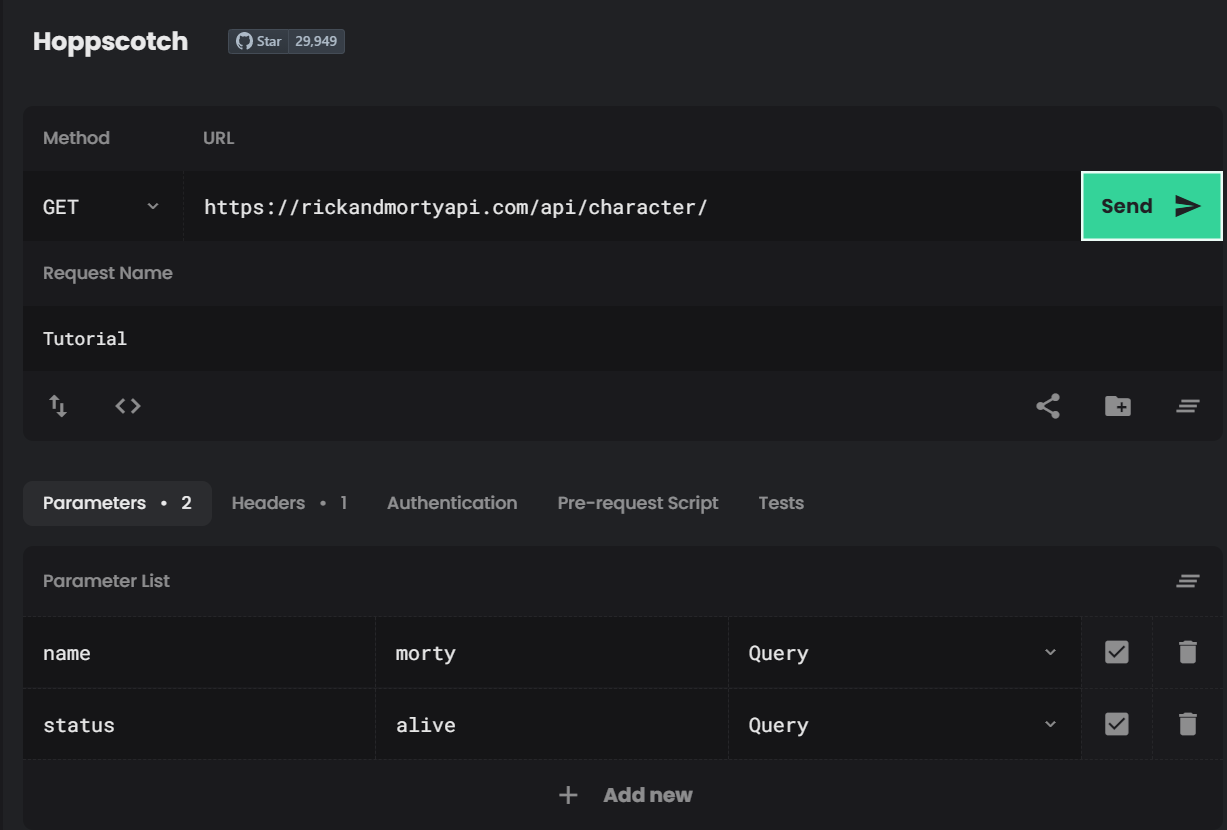 Hoppscotch Star 29,949
Method URL
GET https://rickandmortyapi.com/api/character/ Send
Request Name
Tutorial
Parameters • 2 Headers • 1 Authentication Pre-request Script Tests
Parameter List
name morty Query
status alive Query
Add new